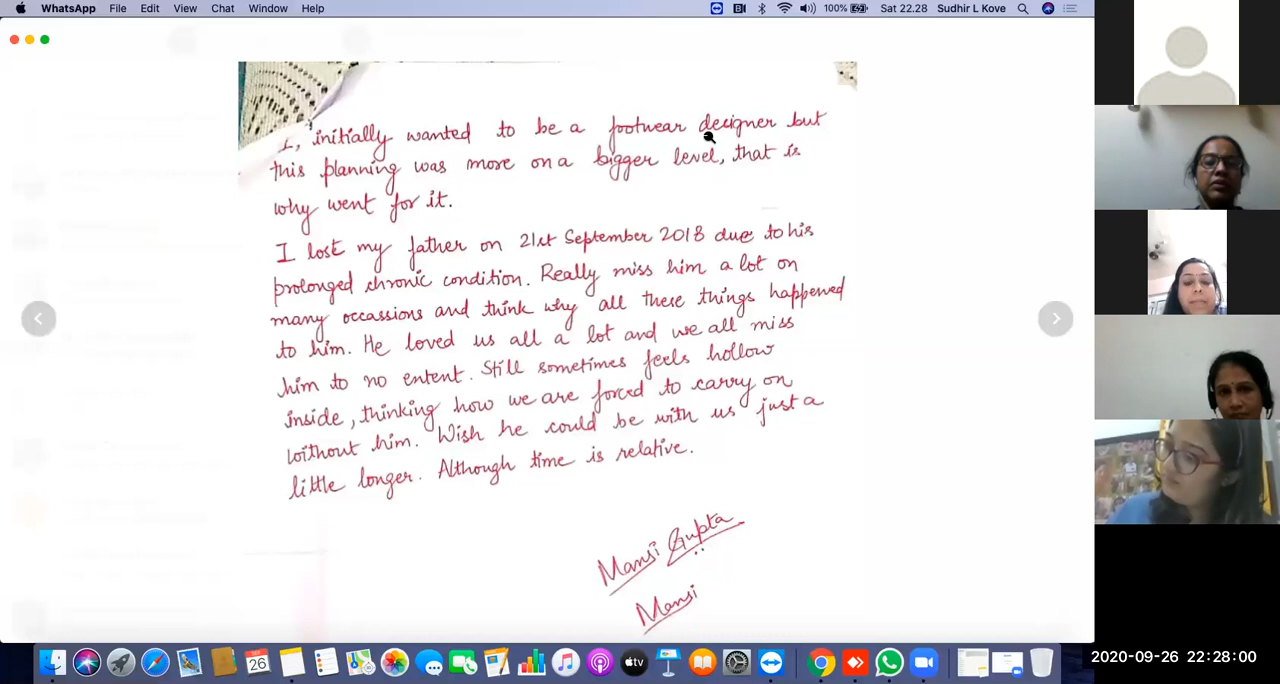 WhatsApp File Edit View Chat Window Help 100% Sat 22.28 Sudhir L Kove
I, initially wanted to be a footwear designer but
this planning was more on a bigger level, that is
why went for it.
I lost my father on 21st September 2018 due to his
prolonged chronic condition. Really miss him a lot on
many occassions and think why all these things happened
to him. He loved us all a lot and we all miss
him to no entent. Still sometimes feels hollow
inside, thinking how we are forced to carry on
without him. Wish he could be with us just a
little longer. Although time is relative.
Mansi Gupta
Mansi
SEP
26
tv
2020-09-26 22:28:00